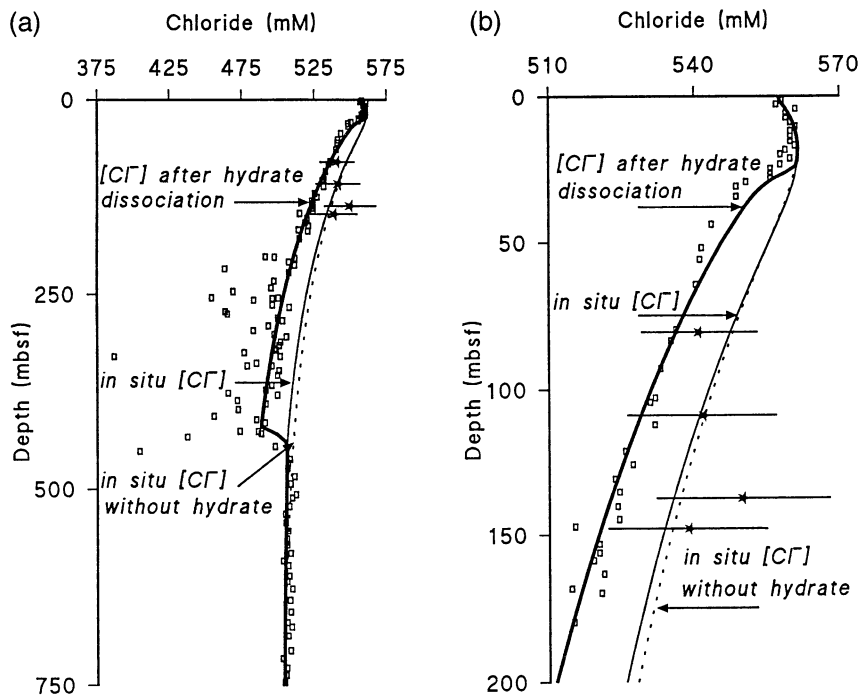 (a)
Chloride (mM)
375 425 475 525 575
0
250
500
750
Depth (mbsf)
[Cl⁻] after hydrate
dissociation
in situ [Cl⁻]
in situ [Cl⁻]
without hydrate
(b)
Chloride (mM)
510 540 570
0
50
100
150
200
Depth (mbsf)
[Cl⁻] after hydrate
dissociation
in situ [Cl⁻]
in situ [Cl⁻]
without hydrate